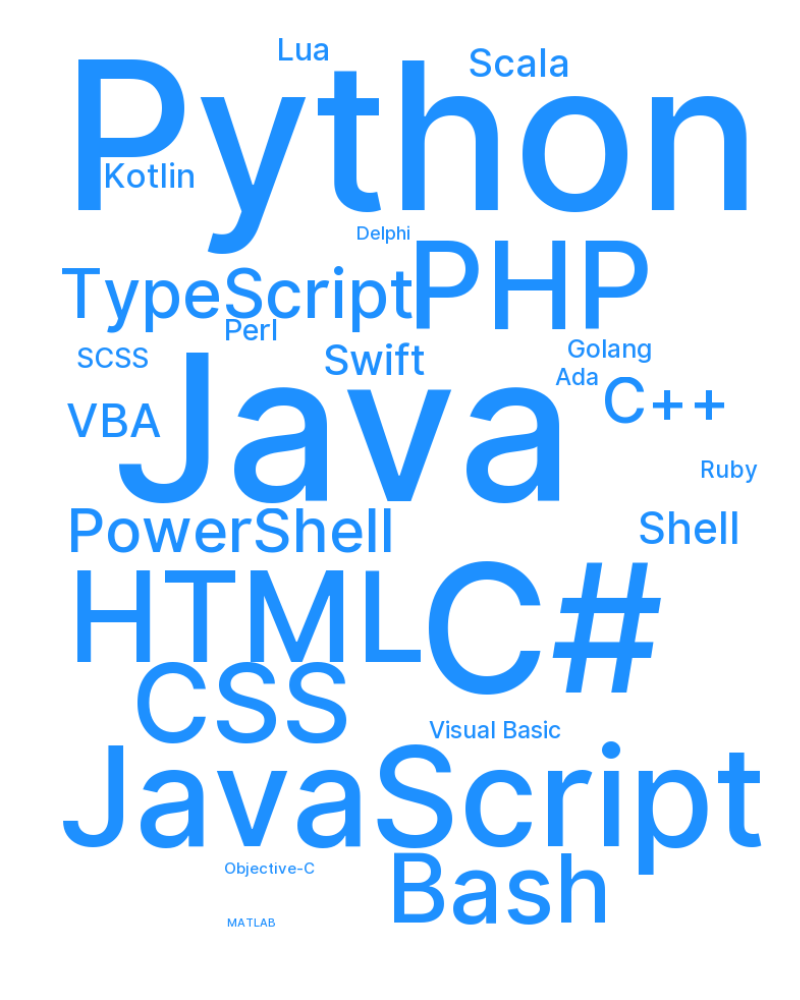 Lua
Scala
Python
Kotlin
Delphi
TypeScript
PHP
Perl
SCSS
Swift
Golang
Ada
C++
VBA
Java
Ruby
PowerShell
Shell
HTML
C#
CSS
Visual Basic
JavaScript
Objective-C
Bash
MATLAB